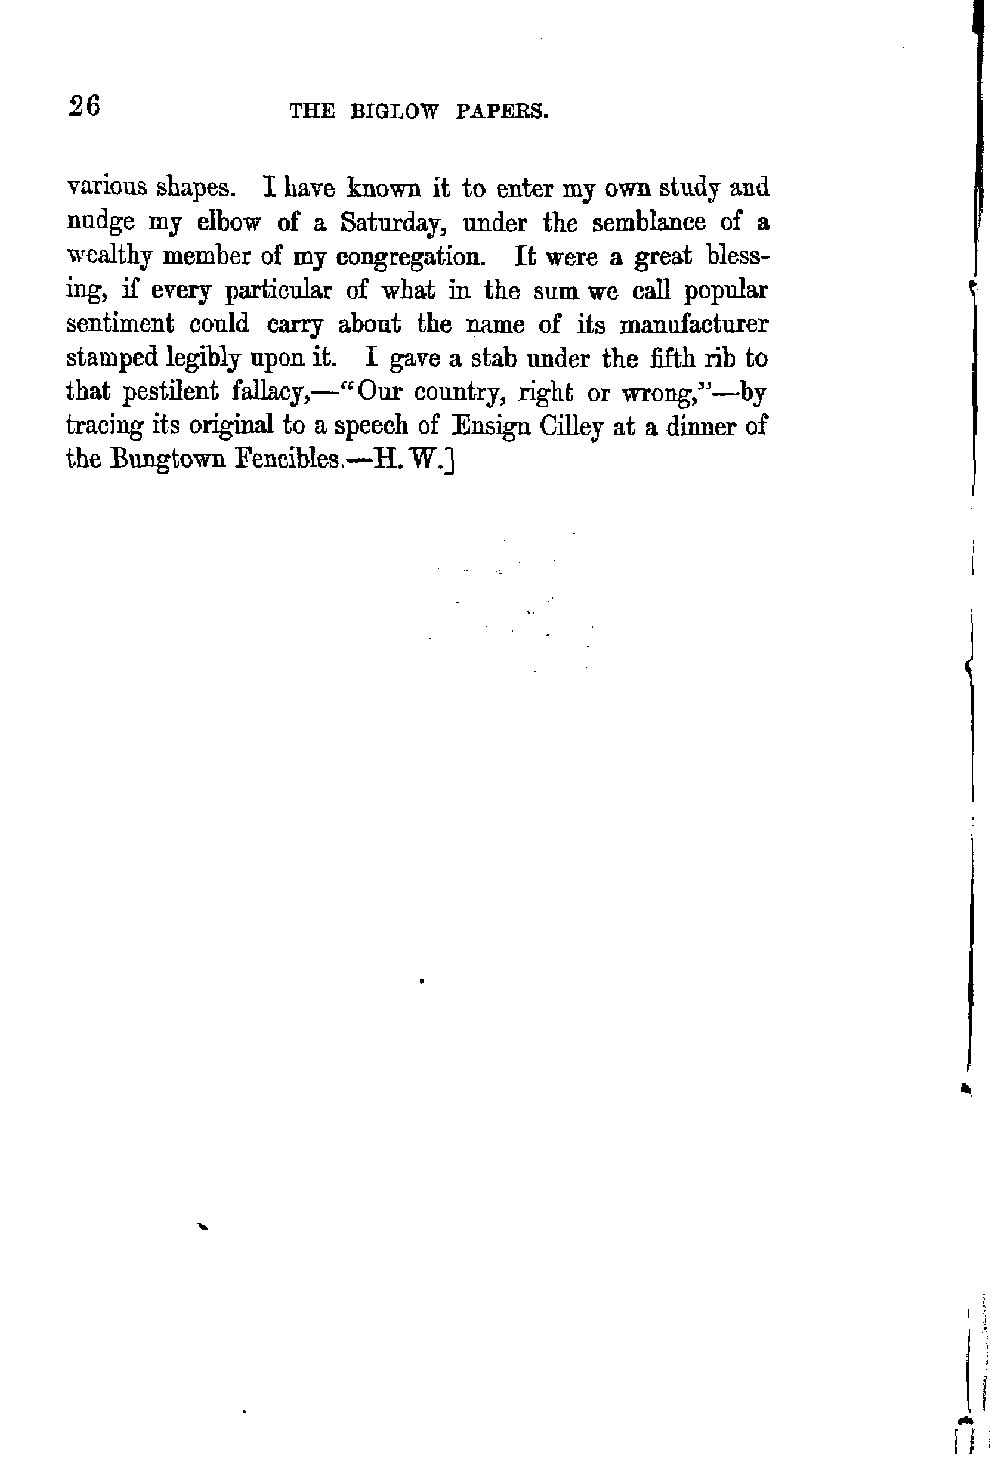 26 THE BIGLOW PAPERS.
various shapes. I have known it to enter my own study and
nudge my elbow of a Saturday, under the semblance of a
wealthy member of my congregation. It were a great bless-
ing, if every particular of what in the sum we call popular
sentiment could carry about the name of its manufacturer
stamped legibly upon it. I gave a stab under the fifth rib to
that pestilent fallacy,—“Our country, right or wrong,”—by
tracing its original to a speech of Ensign Cilley at a dinner of
the Bungtown Fencibles.—H. W.]